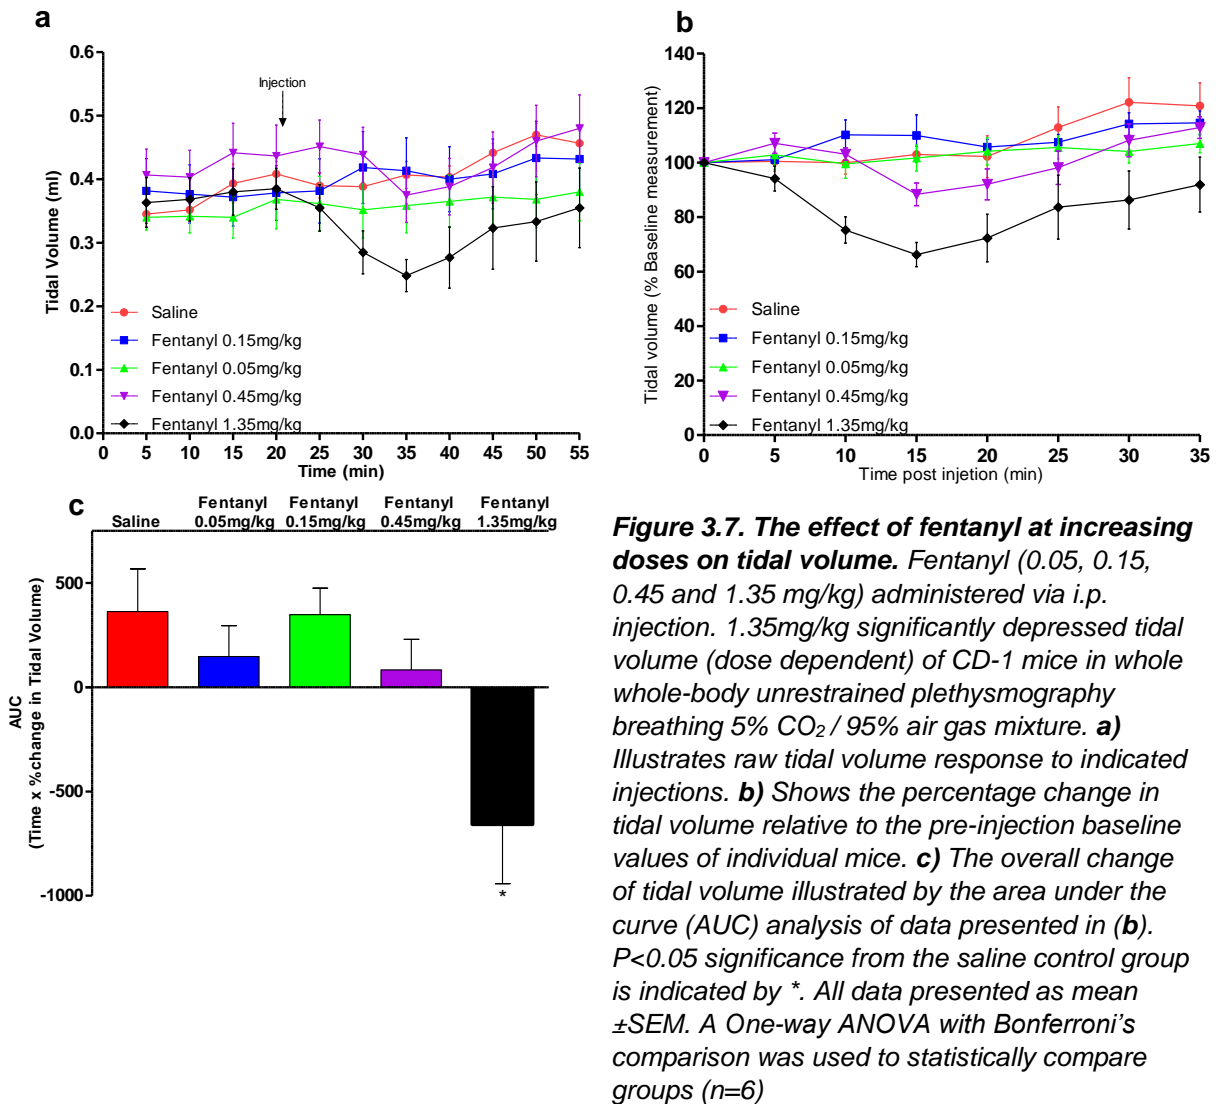 a
Tidal Volume (ml)
0.6
0.5
0.4
0.3
0.2
0.1
0.0
Injection
Saline
Fentanyl 0.15mg/kg
Fentanyl 0.05mg/kg
Fentanyl 0.45mg/kg
Fentanyl 1.35mg/kg
5 10 15 20 25 30 35 40 45 50 55
Time (min)
b
Tidal volume (% Baseline measurement)
140
120
100
80
60
40
20
0
Saline
Fentanyl 0.15mg/kg
Fentanyl 0.05mg/kg
Fentanyl 0.45mg/kg
Fentanyl 1.35mg/kg
0 5 10 15 20 25 30 35
Time post injetion (min)
c
Saline
Fentanyl
0.05mg/kg
Fentanyl
0.15mg/kg
Fentanyl
0.45mg/kg
Fentanyl
1.35mg/kg
AUC
(Time x %change in Tidal Volume)
500
0
-500
-1000
*
Figure 3.7. The effect of fentanyl at increasing
doses on tidal volume. Fentanyl (0.05, 0.15,
0.45 and 1.35 mg/kg) administered via i.p.
injection. 1.35mg/kg significantly depressed tidal
volume (dose dependent) of CD-1 mice in whole
whole-body unrestrained plethysmography
breathing 5% CO₂ / 95% air gas mixture. a)
Illustrates raw tidal volume response to indicated
injections. b) Shows the percentage change in
tidal volume relative to the pre-injection baseline
values of individual mice. c) The overall change
of tidal volume illustrated by the area under the
curve (AUC) analysis of data presented in (b).
P<0.05 significance from the saline control group
is indicated by *. All data presented as mean
±SEM. A One-way ANOVA with Bonferroni's
comparison was used to statistically compare
groups (n=6)